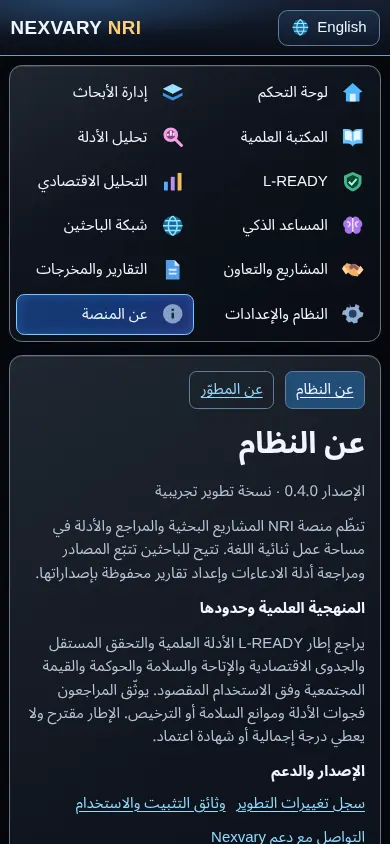 NEXVARY NRI
English
لوحة التحكم
إدارة الأبحاث
المكتبة العلمية
تحليل الأدلة
L-READY
التحليل الاقتصادي
المساعد الذكي
شبكة الباحثين
المشاريع والتعاون
التقارير والمخرجات
النظام والإعدادات
عن المنصة
عن النظام
عن المطوّر
عن النظام
الإصدار 0.4.0 · نسخة تطوير تجريبية
تنظّم منصة NRI المشاريع البحثية والمراجع والأدلة في
مساحة عمل ثنائية اللغة. تتيح للباحثين تتبّع المصادر
ومراجعة أدلة الادعاءات وإعداد تقارير محفوظة بإصداراتها.
المنهجية العلمية وحدودها
يراجع إطار L-READY الأدلة العلمية والتحقق المستقل
والجدوى الاقتصادية والإتاحة والسلامة والحوكمة والقيمة
المجتمعية وفق الاستخدام المقصود. يوثّق المراجعون
فجوات الأدلة وموانع السلامة أو الترخيص. الإطار مقترح ولا
يعطي درجة إجمالية أو شهادة اعتماد.
الإصدار والدعم
سجل تغييرات التطوير وثائق التثبيت والاستخدام
التواصل مع دعم Nexvary